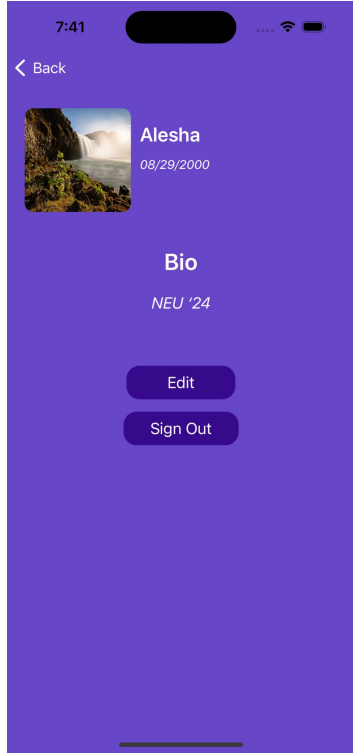 7:41
Back
Alesha
08/29/2000
Bio
NEU ‘24
Edit
Sign Out